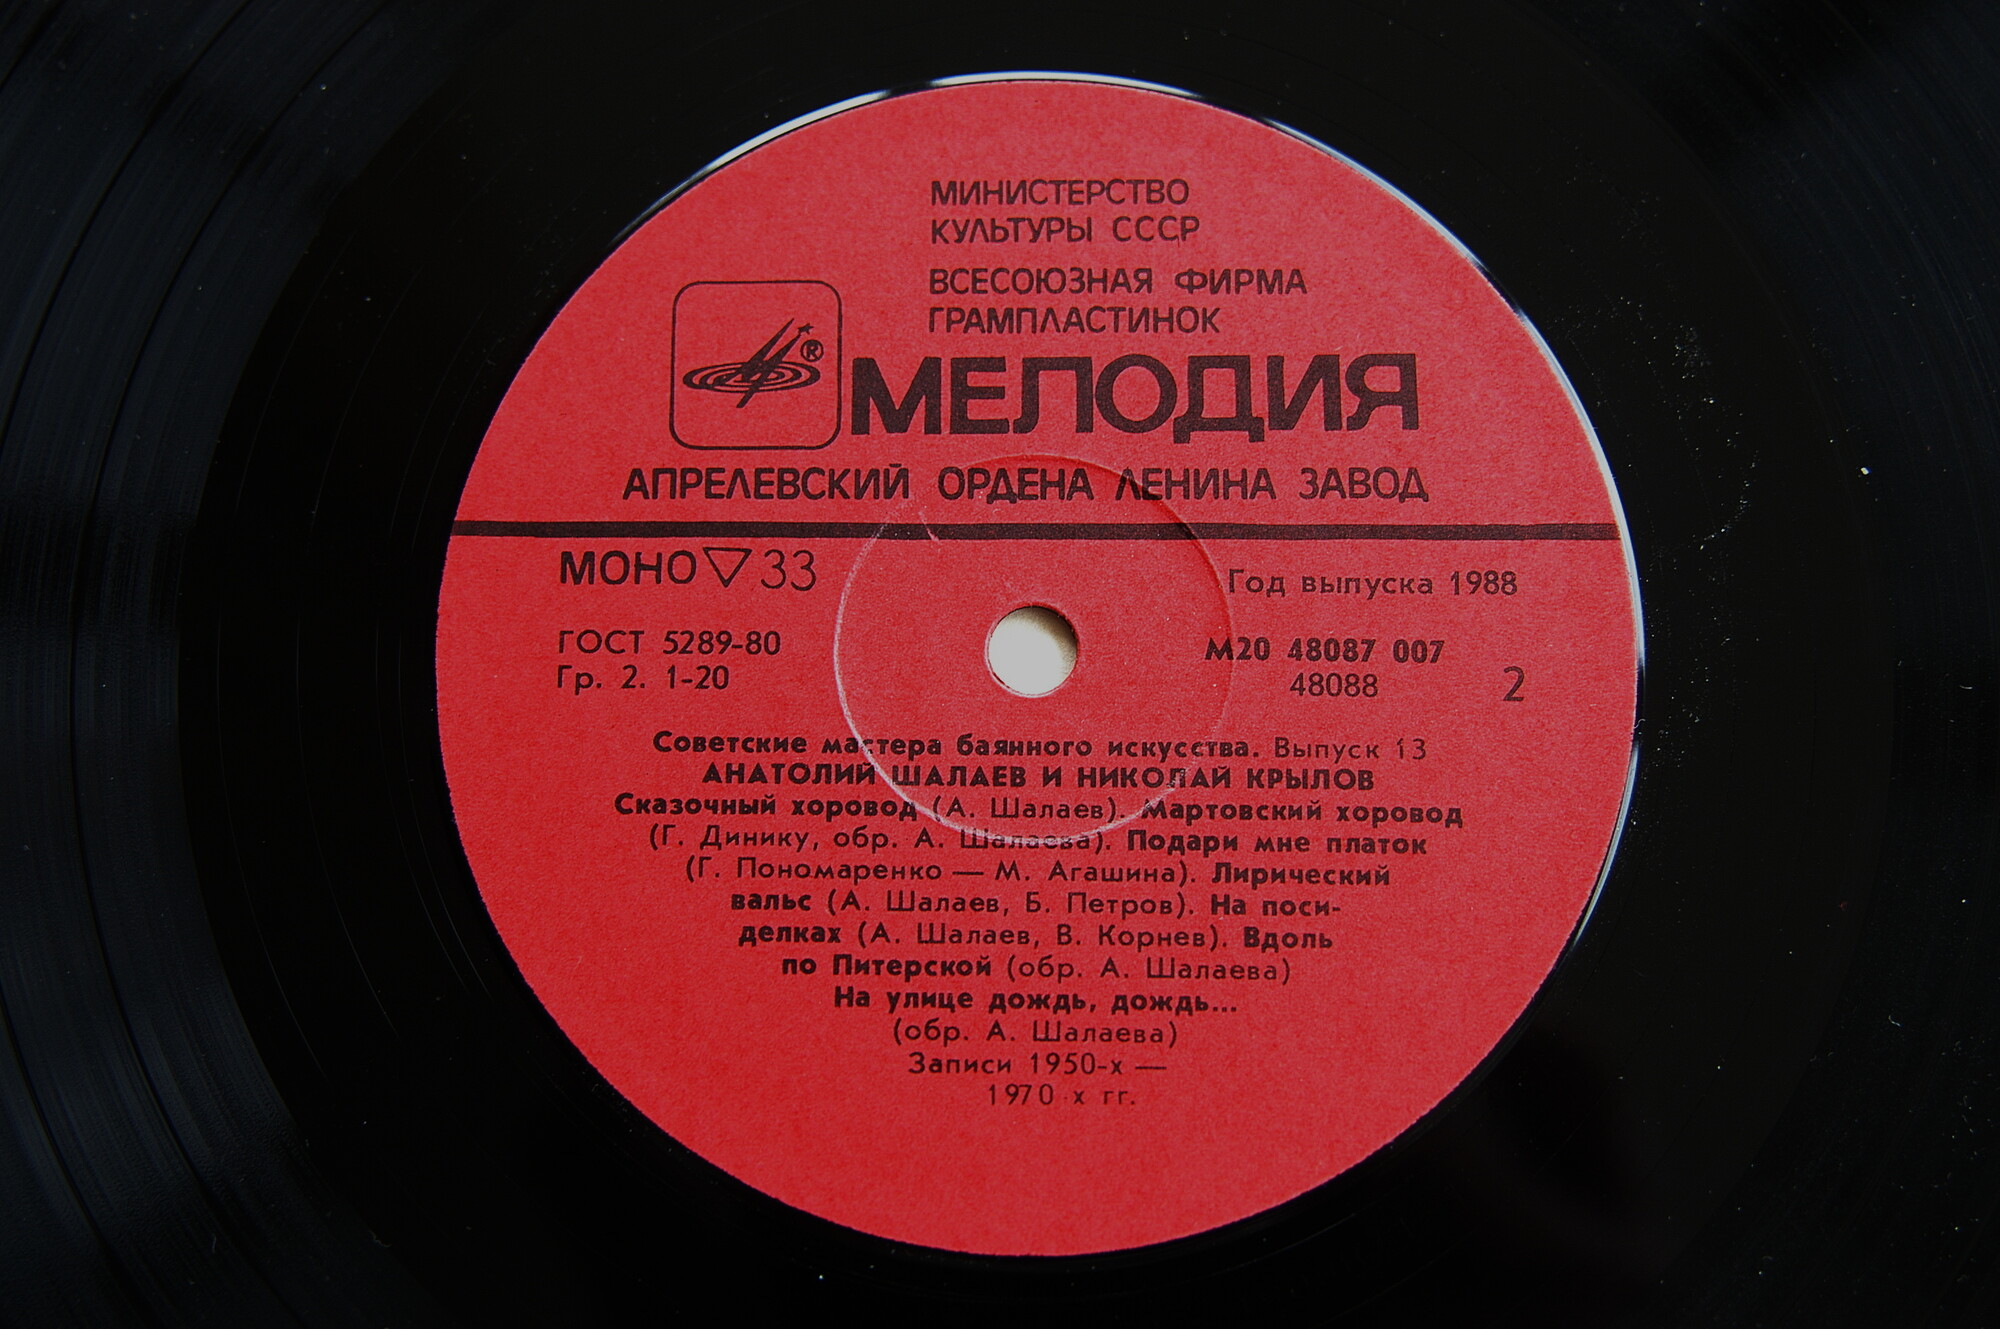 МИНИСТЕРСТВО
КУЛЬТУРЫ СССР
ВСЕСОЮЗНАЯ ФИРМА
ГРАМПЛАСТИНОК
®
МЕЛОДИЯ
АПРЕЛЕВСКИЙ ОРДЕНА ЛЕНИНА ЗАВОД
МОНО ▽ 33
Год выпуска 1988
ГОСТ 5289-80
Гр. 2. 1-20
М20 48087 007
48088
2
Советские мастера баянного искусства. Выпуск 13
АНАТОЛИЙ ШАЛАЕВ И НИКОЛАЙ КРЫЛОВ
Сказочный хоровод (А. Шалаев). Мартовский хоровод
(Г. Динику, обр. А. Шалаева). Подари мне платок
(Г. Пономаренко — М. Агашина). Лирический
вальс (А. Шалаев, Б. Петров). На поси-
делках (А. Шалаев, В. Корнев). Вдоль
по Питерской (обр. А. Шалаева)
На улице дождь, дождь...
(обр. А. Шалаева)
Записи 1950-х —
1970-х гг.